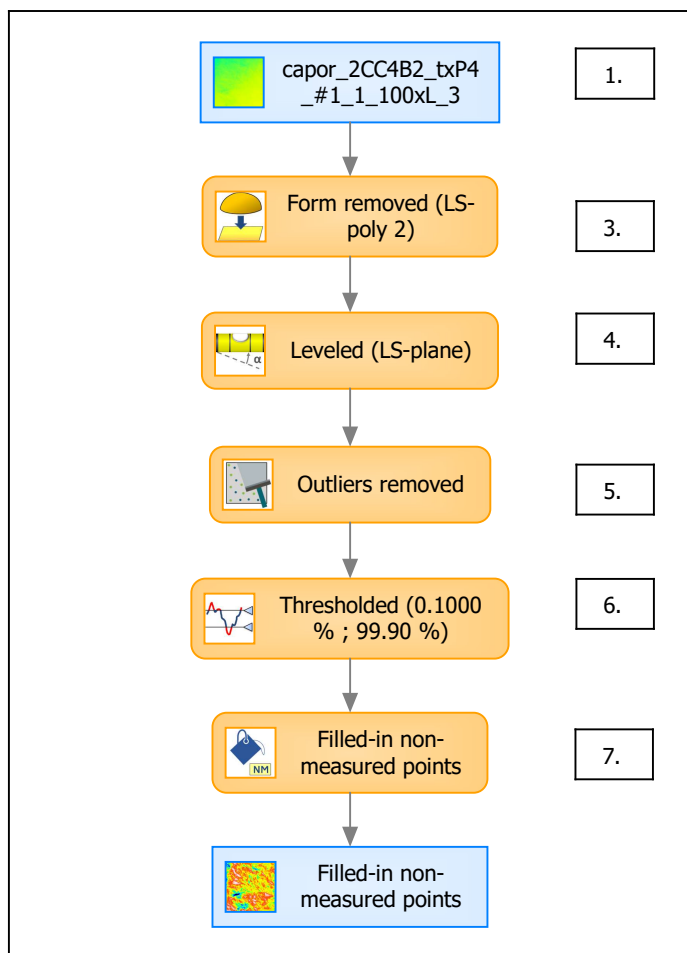 capor_2CC4B2_txP4
_#1_1_100xL_3
1.
Form removed (LS-
poly 2)
3.
α
Leveled (LS-plane)
4.
Outliers removed
5.
Thresholded (0.1000
% ; 99.90 %)
6.
NM
Filled-in non-
measured points
7.
Filled-in non-
measured points